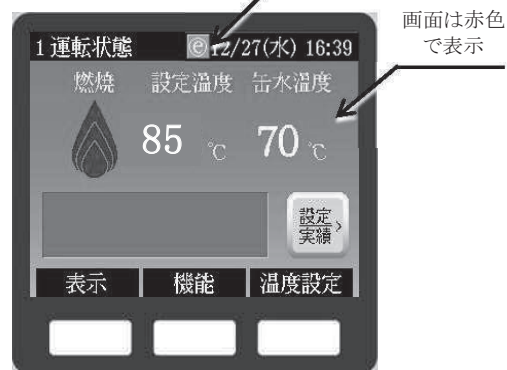 画面は赤色
で表示
1 運転状態 ⓔ 12/27(水) 16:39
燃焼 設定温度 缶水温度
85 ℃ 70 ℃
設定
実績 ›
表示 機能 温度設定